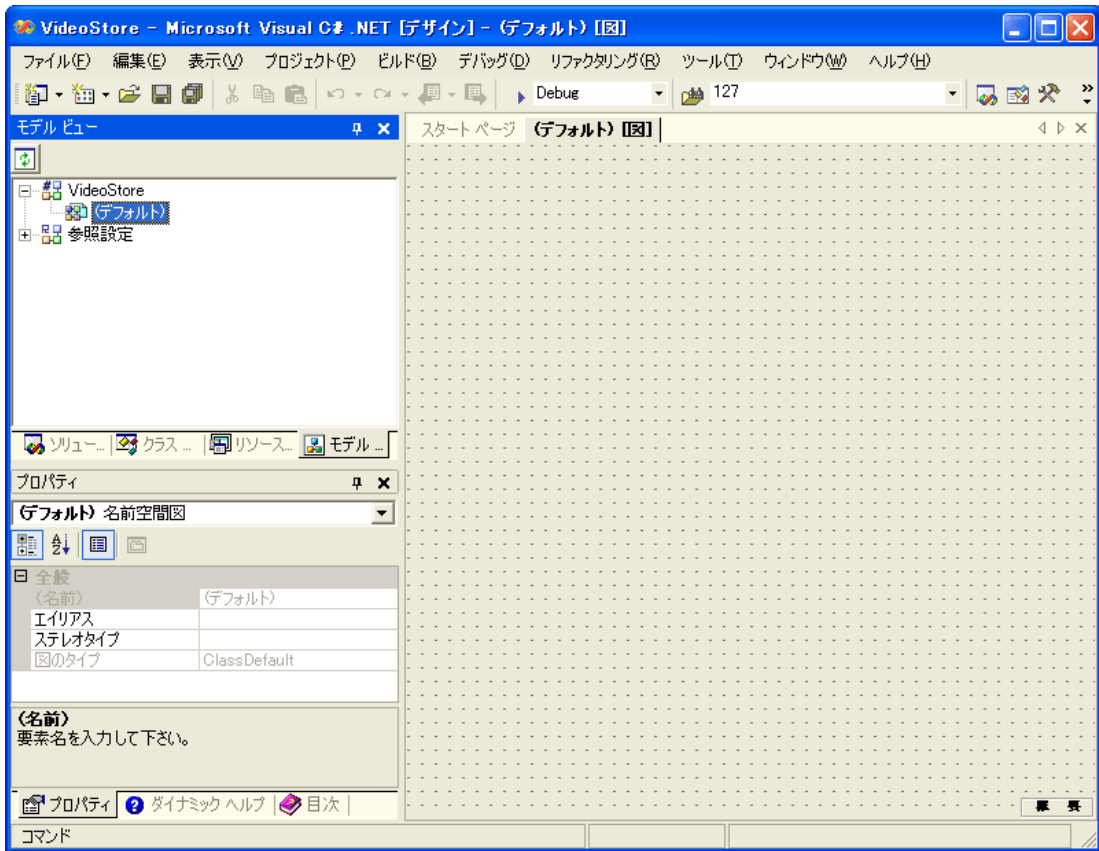 VideoStore - Microsoft Visual C# .NET [デザイン] - (デフォルト) [図]
ファイル(F) 編集(E) 表示(V) プロジェクト(P) ビルド(B) デバッグ(D) リファクタリング(R) ツール(T) ウィンドウ(W) ヘルプ(H)
Debug 127
モデル ビュー
スタート ページ (デフォルト) [図]
VideoStore
(デフォルト)
参照設定
ソリュー... クラス ... リソース... モデル ...
プロパティ
(デフォルト) 名前空間図
全般
(名前) (デフォルト)
エイリアス
ステレオタイプ
図のタイプ ClassDefault
(名前)
要素名を入力して下さい。
プロパティ ダイナミック ヘルプ 目次
コマンド